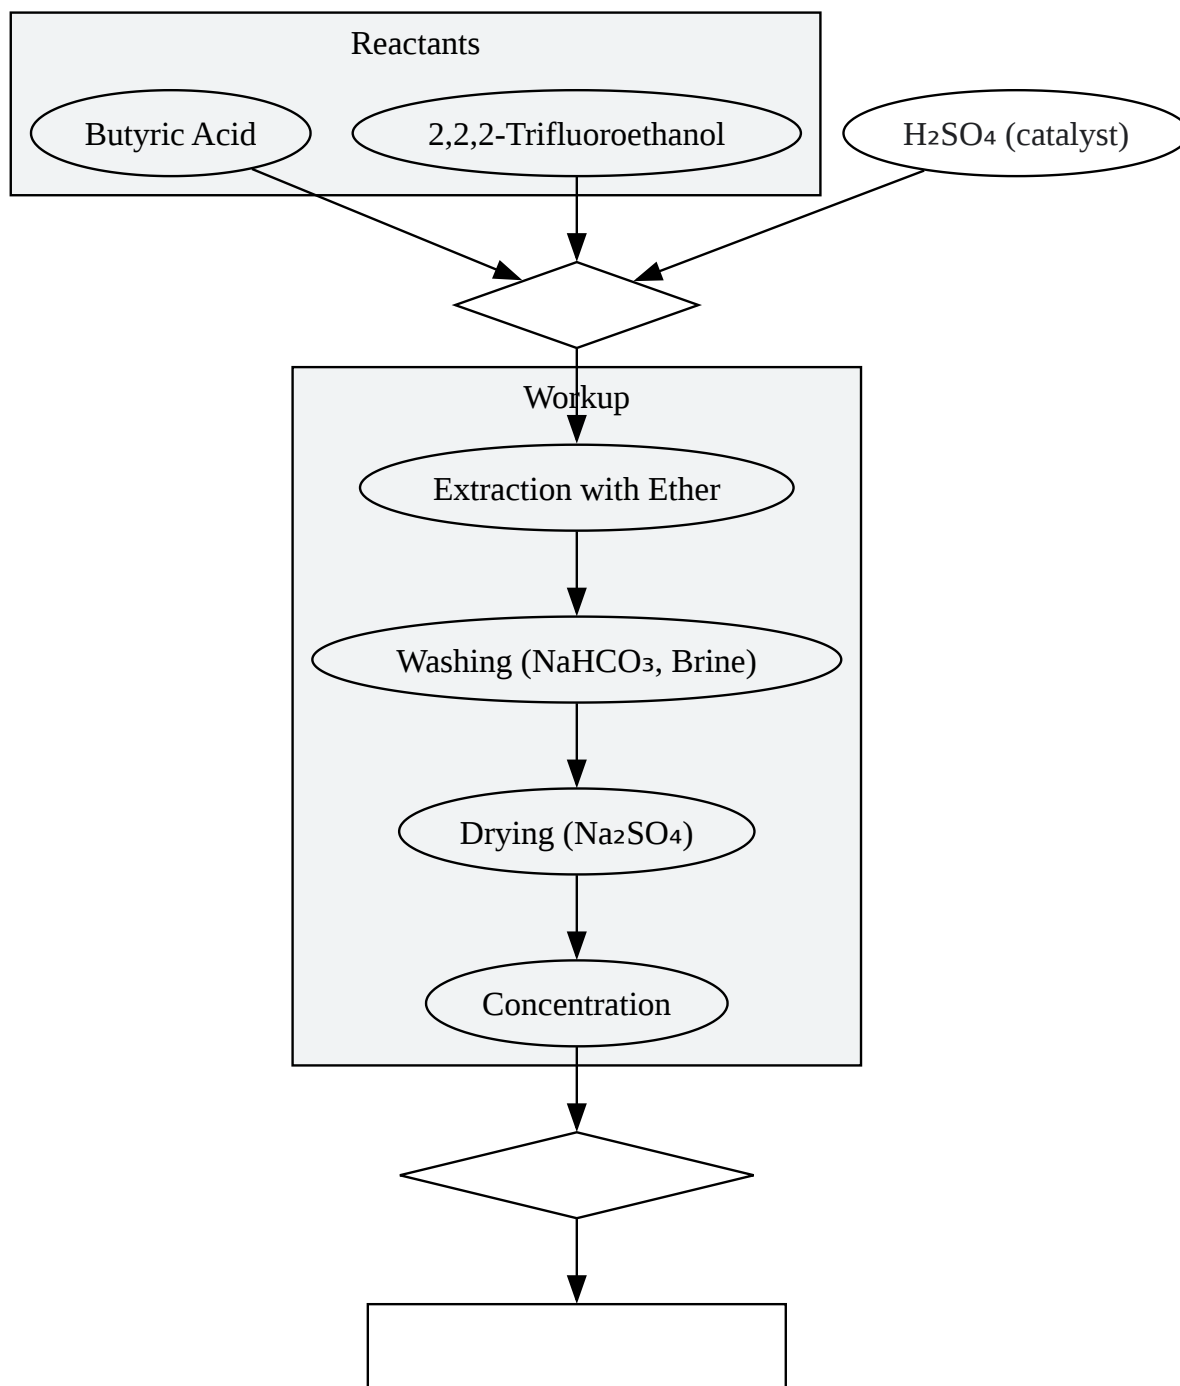 Reactants
Butyric Acid
2,2,2-Trifluoroethanol
H₂SO₄ (catalyst)
Workup
Extraction with Ether
Washing (NaHCO₃, Brine)
Drying (Na₂SO₄)
Concentration